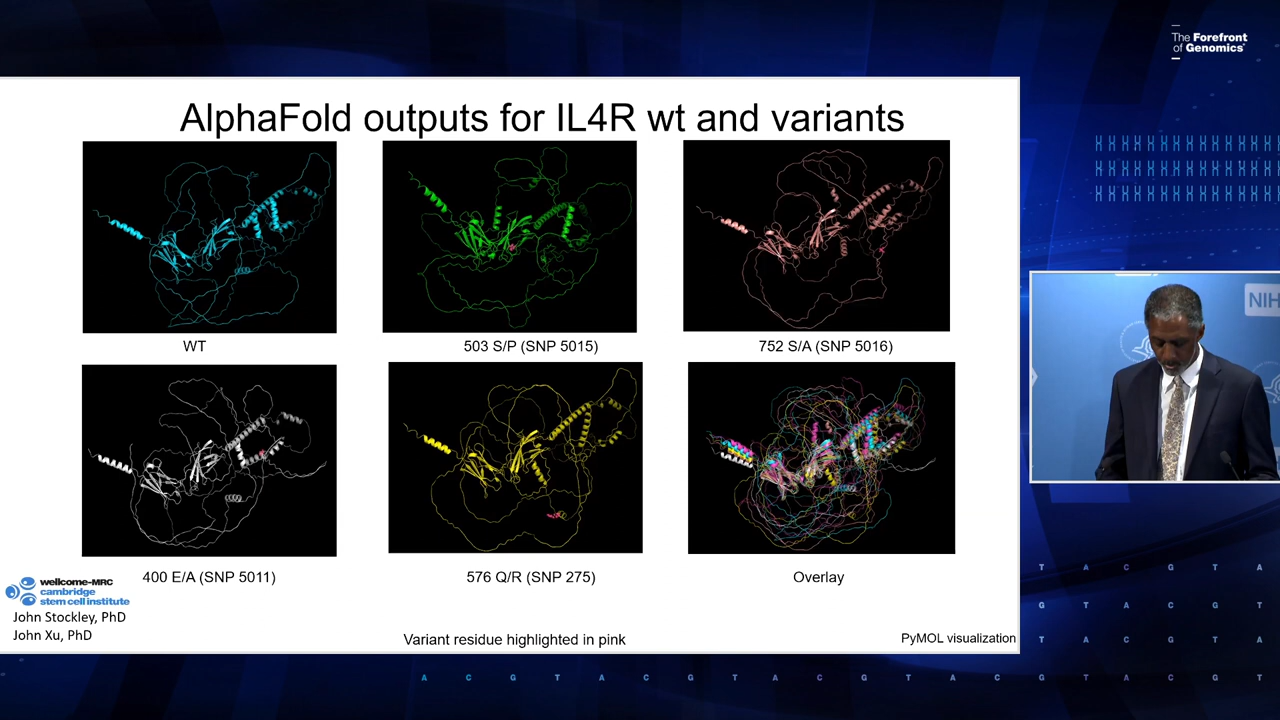 The Forefront
of Genomics
AlphaFold outputs for IL4R wt and variants
WT
503 S/P (SNP 5015)
752 S/A (SNP 5016)
400 E/A (SNP 5011)
576 Q/R (SNP 275)
Overlay
wellcome-MRC
cambridge
stem cell institute
John Stockley, PhD
John Xu, PhD
Variant residue highlighted in pink
PyMOL visualization
NIH
T A C G T A
G T A C G T
T A C G T A
A C G T A C G T A C G T A C G T A C G T